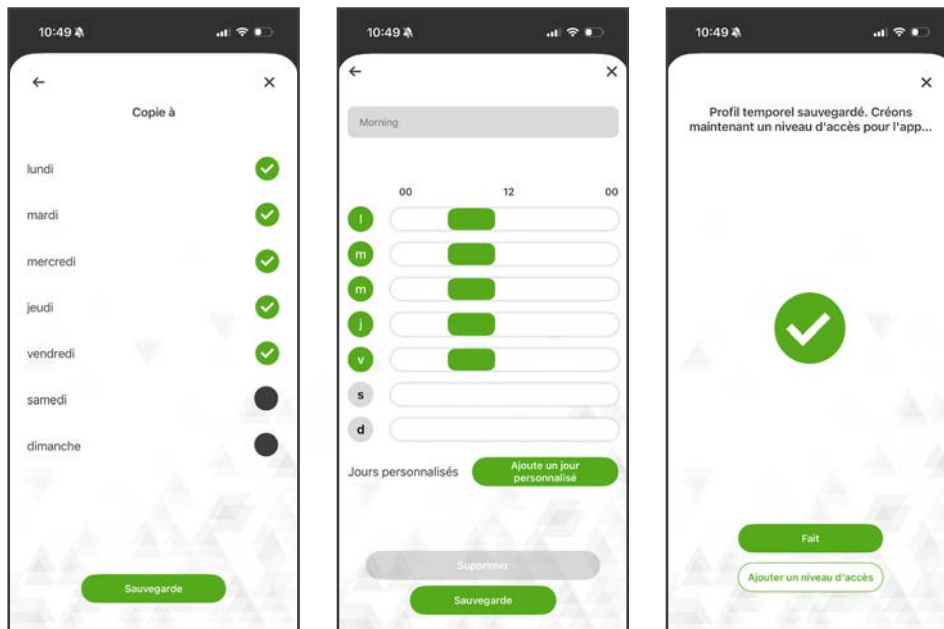 10:49
Copie à
lundi
mardi
mercredi
jeudi
vendredi
samedi
dimanche
Sauvegarde
10:49
Morning
00 12 00
l
m
m
j
v
s
d
Jours personnalisés
Ajoute un jour
personnalisé
Supprimer
Sauvegarde
10:49
Profil temporel sauvegardé. Créons
maintenant un niveau d'accès pour l'app...
Fait
Ajouter un niveau d'accès